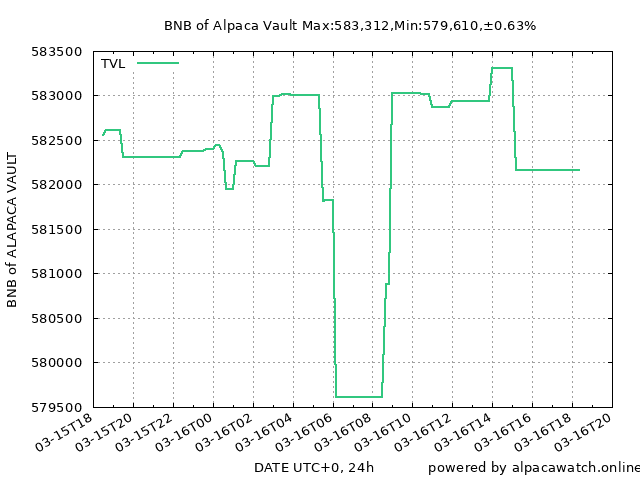 BNB of Alpaca Vault Max:583,312,Min:579,610,±0.63%
TVL
BNB of ALAPACA VAULT
583500
583000
582500
582000
581500
581000
580500
580000
579500
03-15T18
03-15T20
03-15T22
03-16T00
03-16T02
03-16T04
03-16T06
03-16T08
03-16T10
03-16T12
03-16T14
03-16T16
03-16T18
03-16T20
DATE UTC+0, 24h
powered by alpacawatch.online